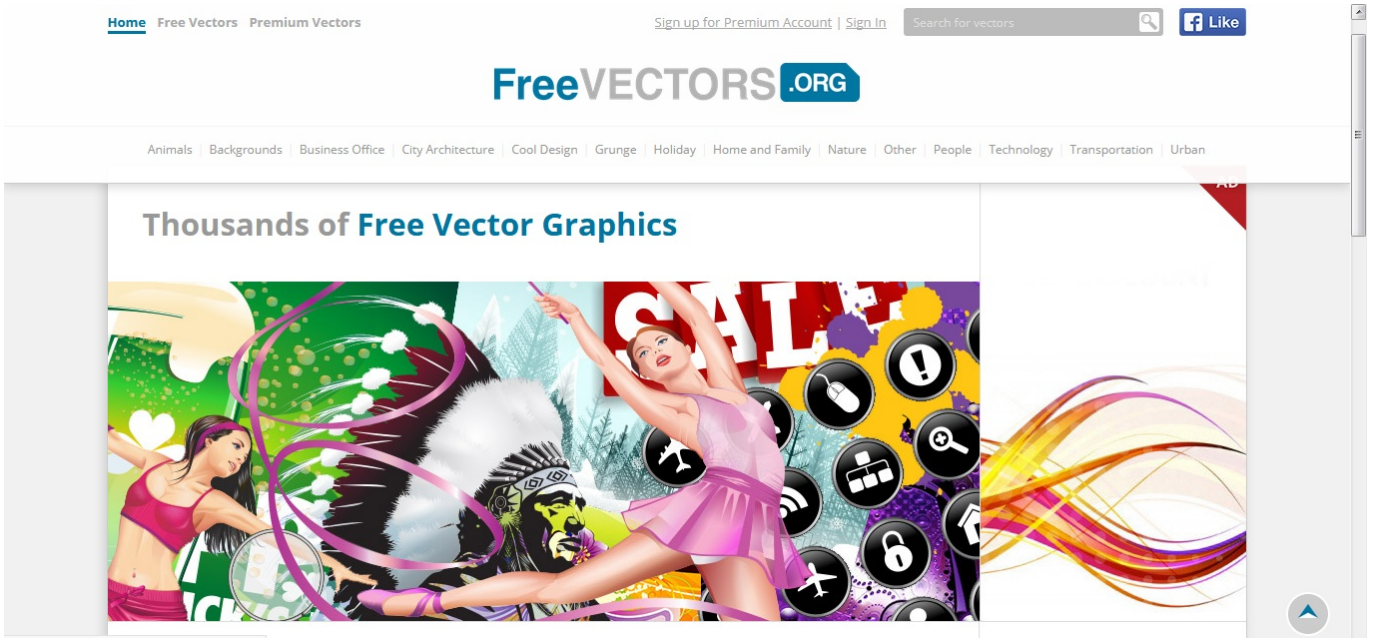 Home Free Vectors Premium Vectors Sign up for Premium Account | Sign In Search for vectors Like
FreeVECTORS.ORG
Animals Backgrounds Business Office City Architecture Cool Design Grunge Holiday Home and Family Nature Other People Technology Transportation Urban
AD
Thousands of Free Vector Graphics
SALE